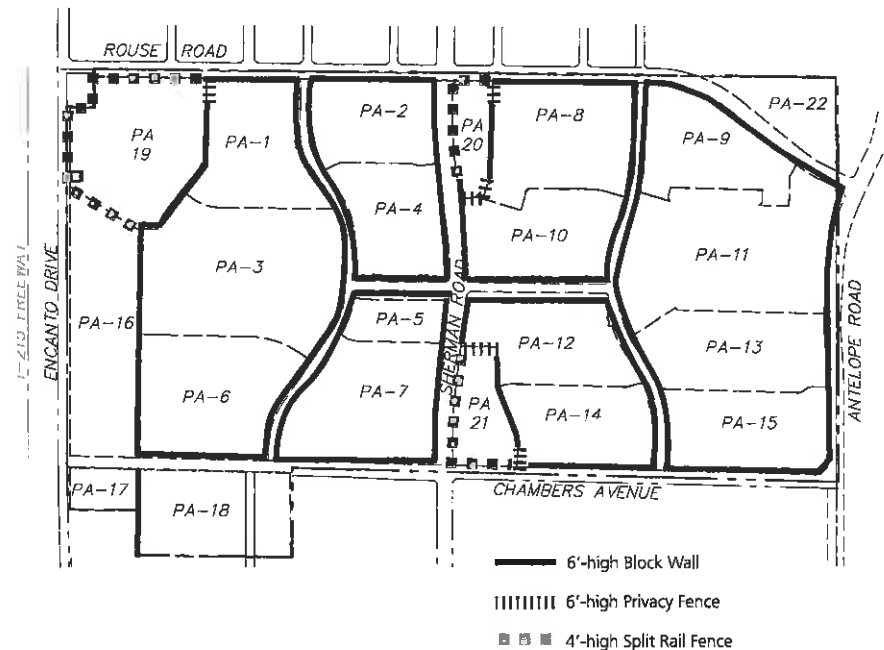 ROUSE ROAD
PA-22
PA-2
PA-8
PA-9
PA
19
PA-1
PA
20
PA-4
PA-10
PA-11
PA-3
I-215 FREEWAY
ENCANTO DRIVE
PA-16
PA-5
SHERMAN ROAD
PA-12
PA-13
ANTELOPE ROAD
PA-6
PA-7
PA
21
PA-14
PA-15
PA-17
PA-18
CHAMBERS AVENUE
6'-high Block Wall
6'-high Privacy Fence
4'-high Split Rail Fence